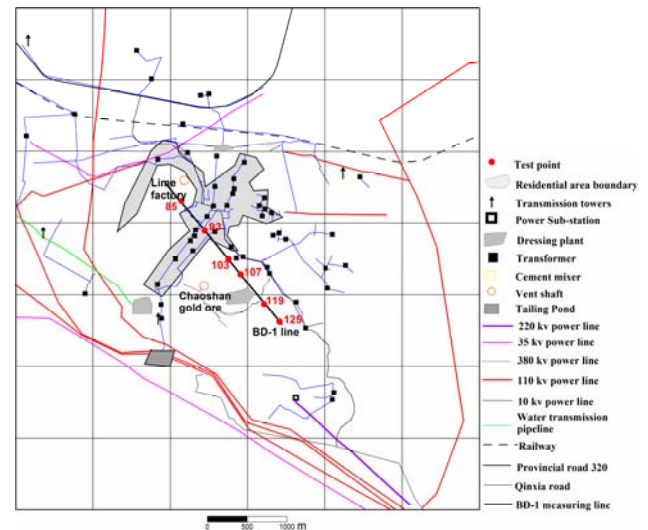 Lime
factory
85
93
103
107
Chaoshan
gold ore
119
125
BD-1 line
0
500
1000 m
Test point
Residential area boundary
Transmission towers
Power Sub-station
Dressing plant
Transformer
Cement mixer
Vent shaft
Tailing Pond
220 kv power line
35 kv power line
380 kv power line
110 kv power line
10 kv power line
Water transmission
pipeline
Railway
Provincial road 320
Qinxia road
BD-1 measuring line